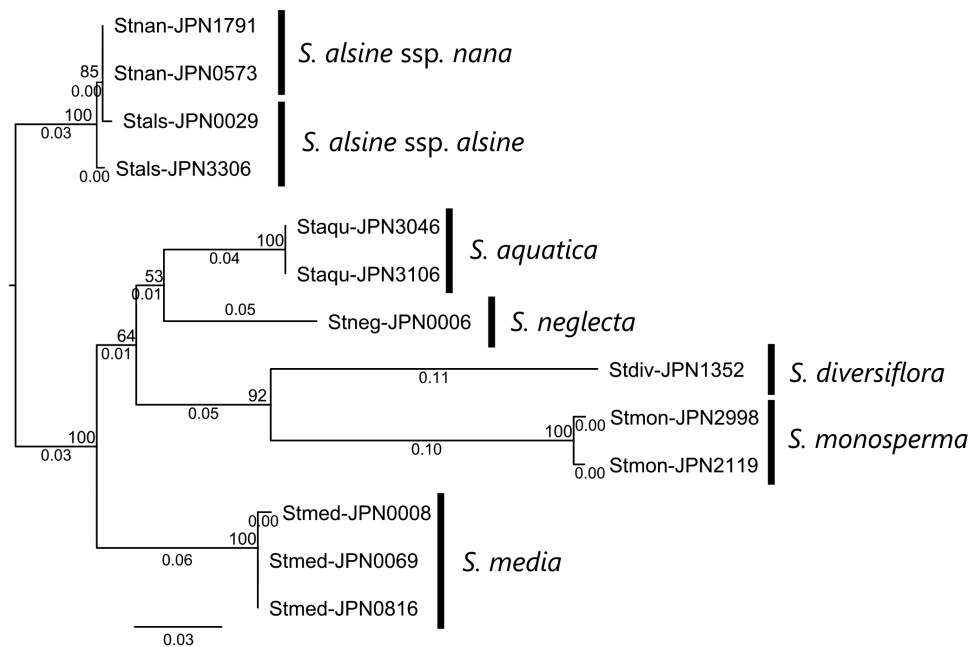 Stnan-JPN1791
S. alsine ssp. nana
85
Stnan-JPN0573
0.00
100
Stals-JPN0029
0.03
S. alsine ssp. alsine
Stals-JPN3306
0.00
Staqu-JPN3046
100
S. aquatica
0.04
Staqu-JPN3106
53
0.01
0.05
Stneg-JPN0006
S. neglecta
64
0.01
Stdiv-JPN1352
S. diversiflora
0.11
92
0.05
Stmon-JPN2998
0.00
100
S. monosperma
0.10
Stmon-JPN2119
0.00
100
0.03
Stmed-JPN0008
0.00
100
0.06
Stmed-JPN0069
S. media
Stmed-JPN0816
0.03